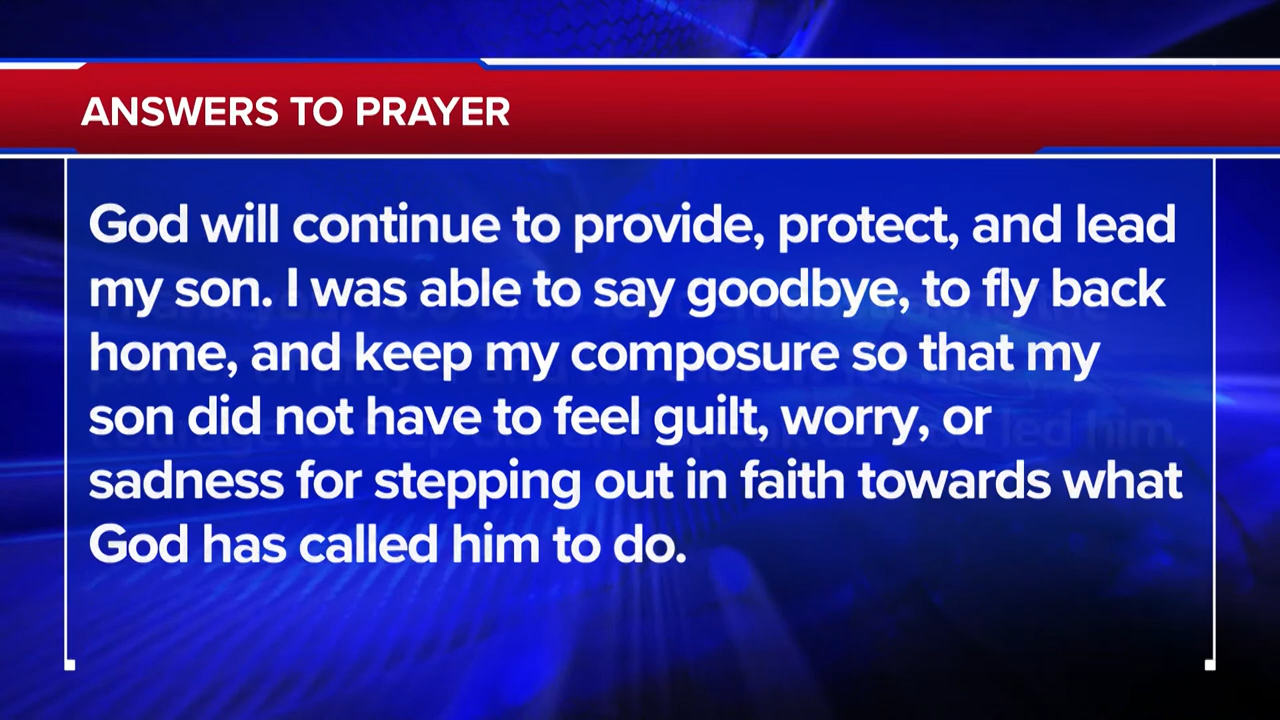 ANSWERS TO PRAYER
God will continue to provide, protect, and lead
my son. I was able to say goodbye, to fly back
home, and keep my composure so that my
son did not have to feel guilt, worry, or
sadness for stepping out in faith towards what
God has called him to do.
led him.